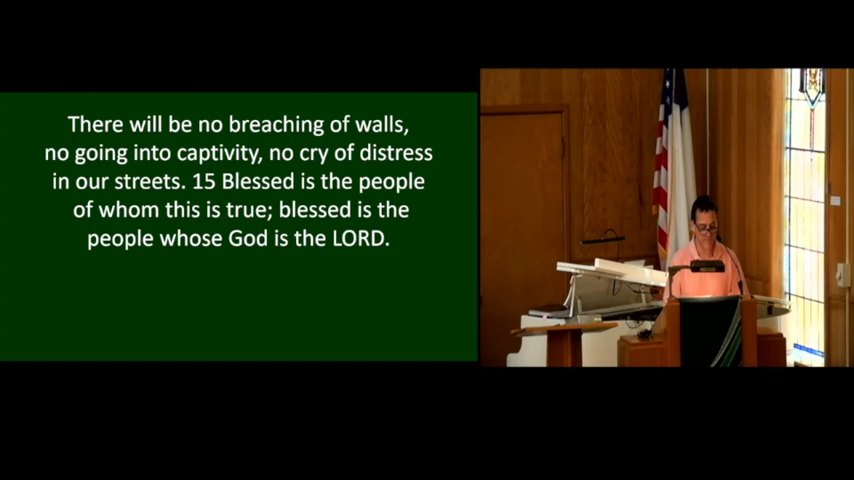 There will be no breaching of walls,
no going into captivity, no cry of distress
in our streets. 15 Blessed is the people
of whom this is true; blessed is the
people whose God is the LORD.